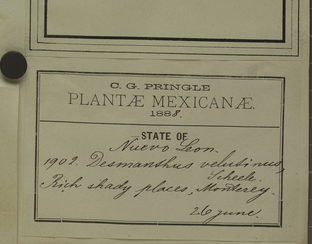 C. G. PRINGLE
PLANTÆ MEXICANÆ.
1888.
STATE OF
Nuevo Leon.
1902. Desmanthus velutinus,
Scheele.
Rich shady places, Monterey.
26 June.